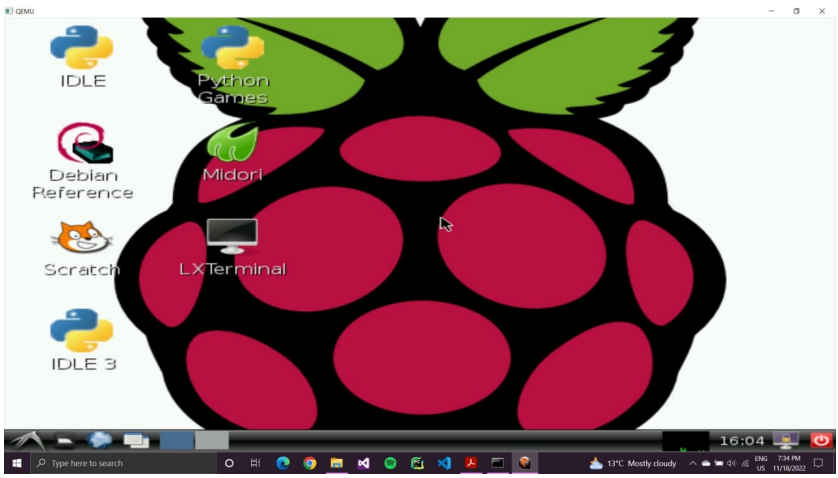 QEMU
IDLE
Python
Games
Debian
Reference
Midori
Scratch
LXTerminal
IDLE 3
16:04
Type here to search
13°C Mostly cloudy
ENG
US
7:34 PM
11/18/2022